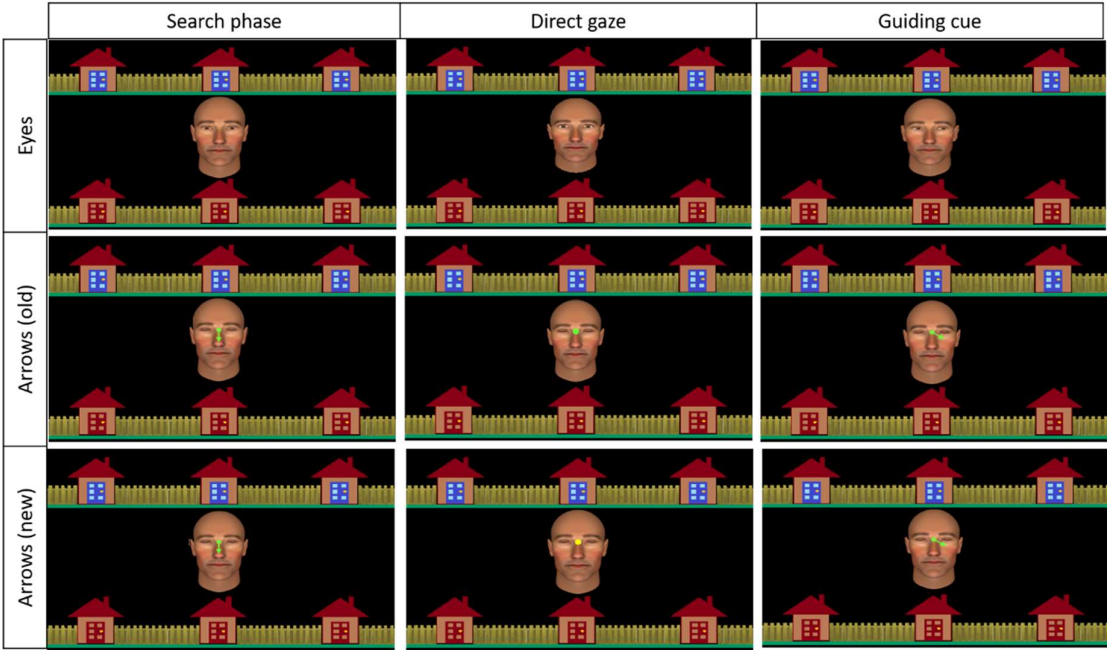 Search phase
Direct gaze
Guiding cue
Eyes
Arrows (old)
Arrows (new)